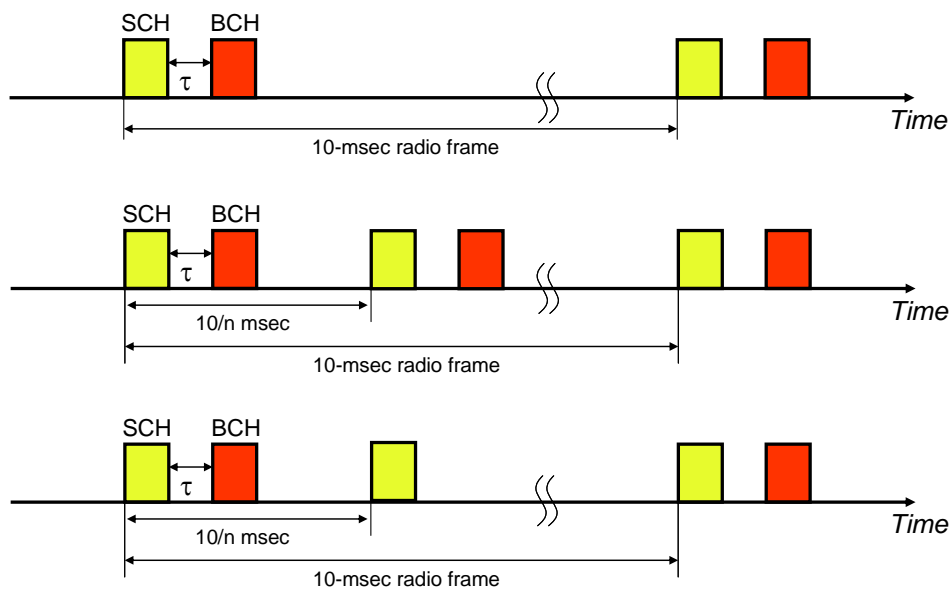 SCH BCH
τ
Time
10-msec radio frame
SCH BCH
τ
Time
10/n msec
10-msec radio frame
SCH BCH
τ
Time
10/n msec
10-msec radio frame